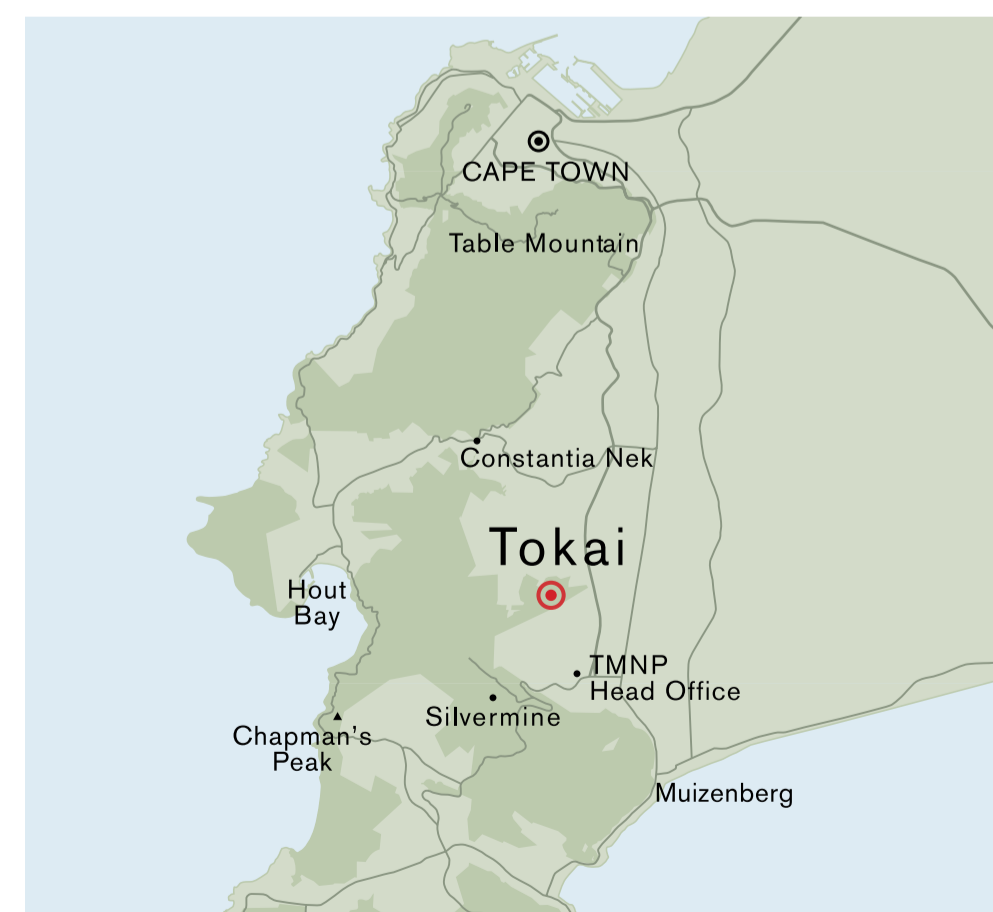 CAPE TOWN
Table Mountain
Constantia Nek
Tokai
Hout
Bay
TMNP
Head Office
Silvermine
Chapman's
Peak
Muizenberg